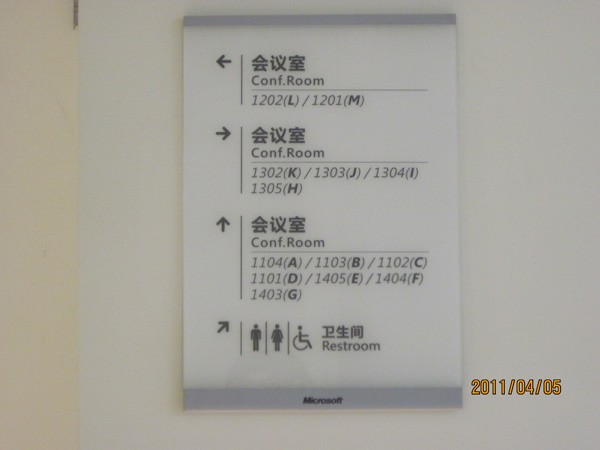 会议室
Conf.Room
1202(L) / 1201(M)
会议室
Conf.Room
1302(K) / 1303(J) / 1304(I)
1305(H)
会议室
Conf.Room
1104(A) / 1103(B) / 1102(C)
1101(D) / 1405(E) / 1404(F)
1403(G)
卫生间
Restroom
Microsoft
2011/04/05